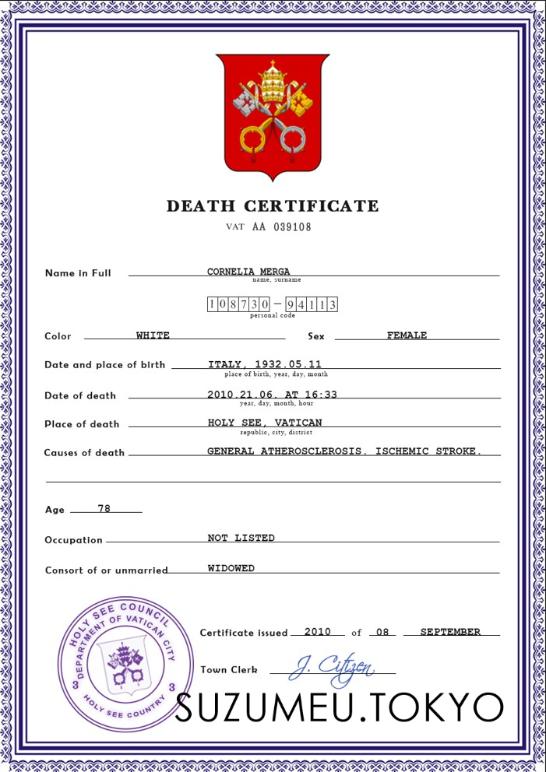 DEATH CERTIFICATE
VAT AA 039108
Name in Full CORNELIA MERGA
name, surname
108730-94113
personal code
Color WHITE Sex FEMALE
Date and place of birth ITALY, 1932.05.11
place of birth, year, day, month
Date of death 2010.21.06. AT 16:33
year, day, month, hour
Place of death HOLY SEE, VATICAN
republic, city, district
Causes of death GENERAL ATHEROSCLEROSIS. ISCHEMIC STROKE.
Age 78
Occupation NOT LISTED
Consort of or unmarried WIDOWED
HOLY SEE COUNCIL
DEPARTMENT OF VATICAN CITY
3 3
HOLY SEE COUNTRY
Certificate issued 2010 of 08 SEPTEMBER
Town Clerk J. Citizen
SUZUMEU.TOKYO